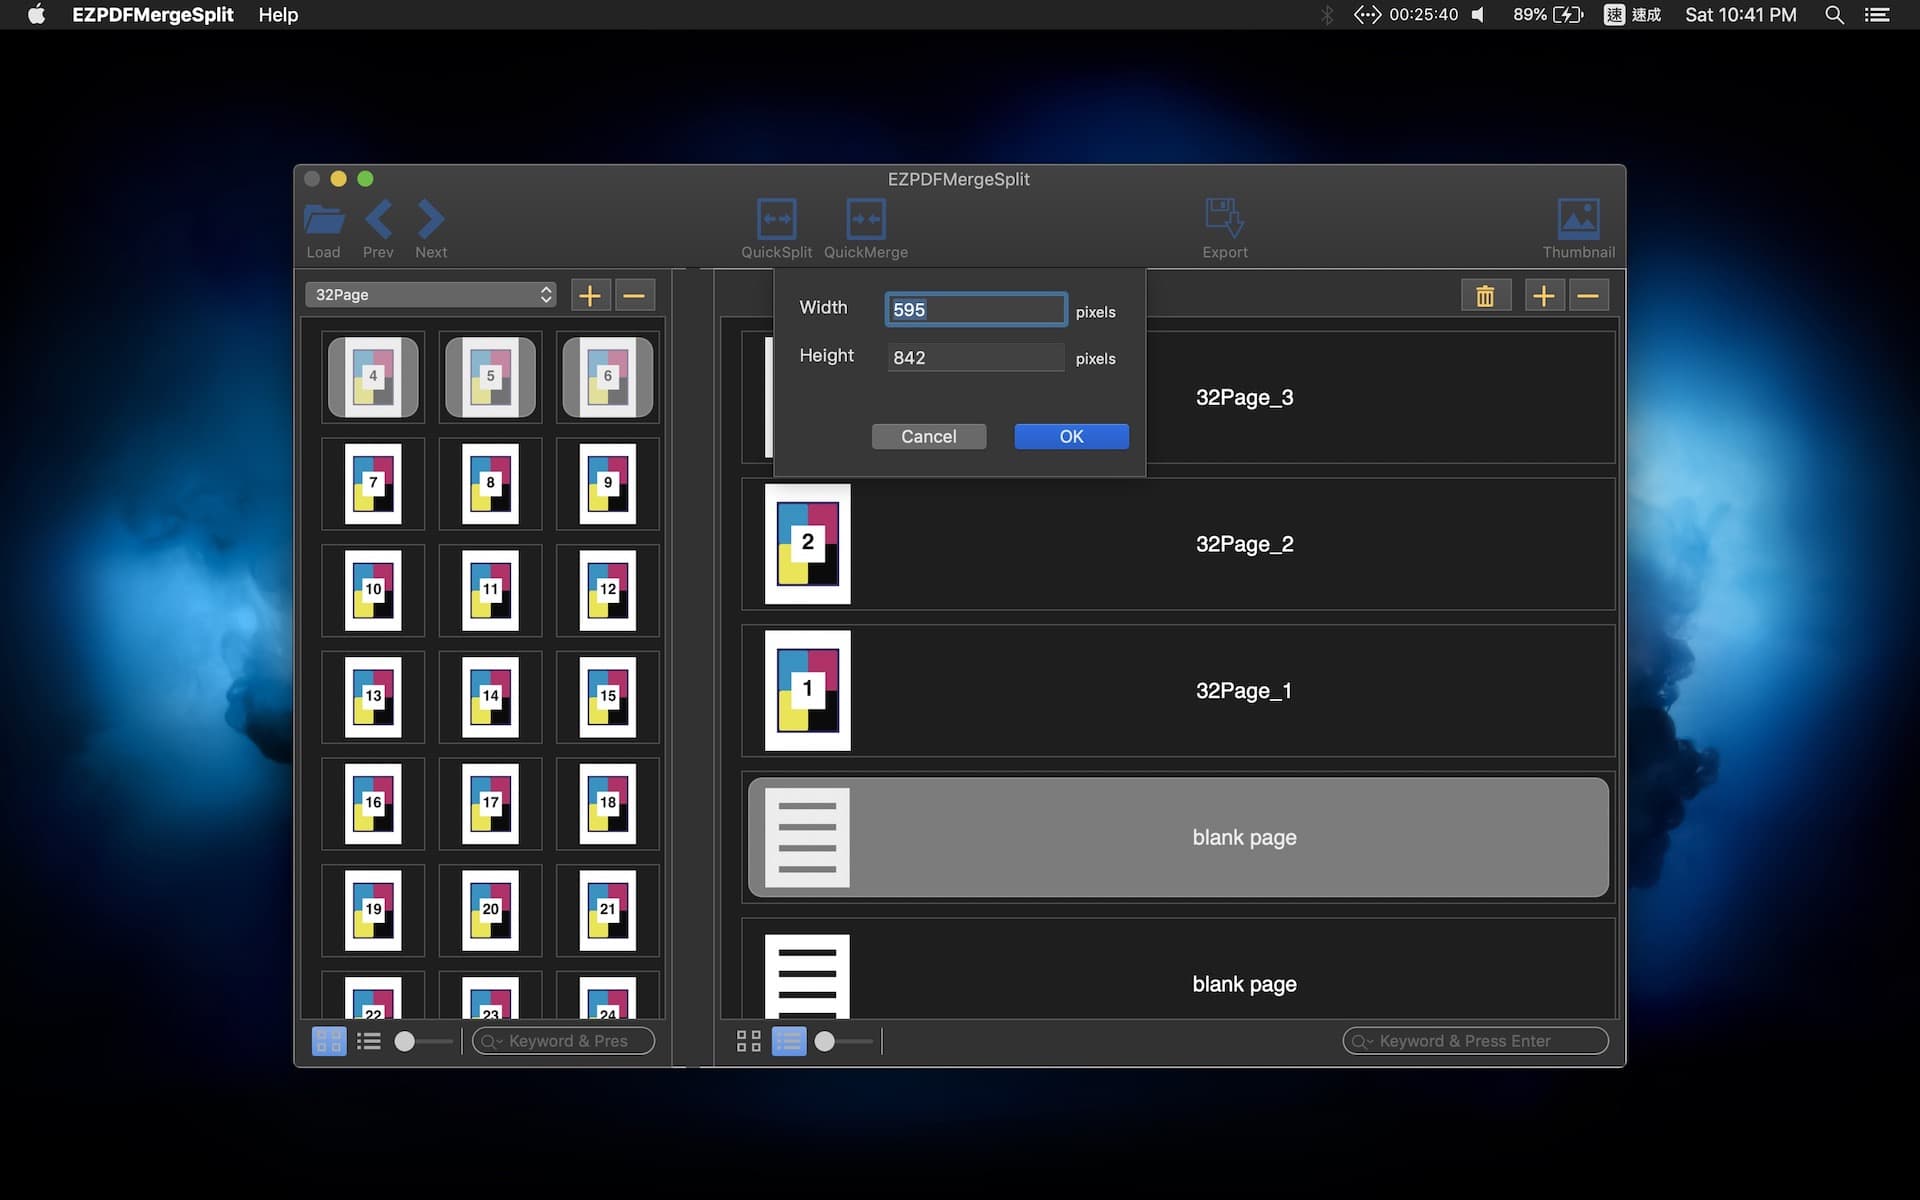 EZPDFMergeSplit Help 00:25:40 89% 速 速成 Sat 10:41 PM
EZPDFMergeSplit
Load Prev Next QuickSplit QuickMerge Export Thumbnail
32Page
Width 595 pixels
Height 842 pixels
Cancel OK
4 5 6
7 8 9
10 11 12
13 14 15
16 17 18
19 20 21
22 23 24
32Page_3
2 32Page_2
1 32Page_1
blank page
blank page
Keyword & Pres
Keyword & Press Enter